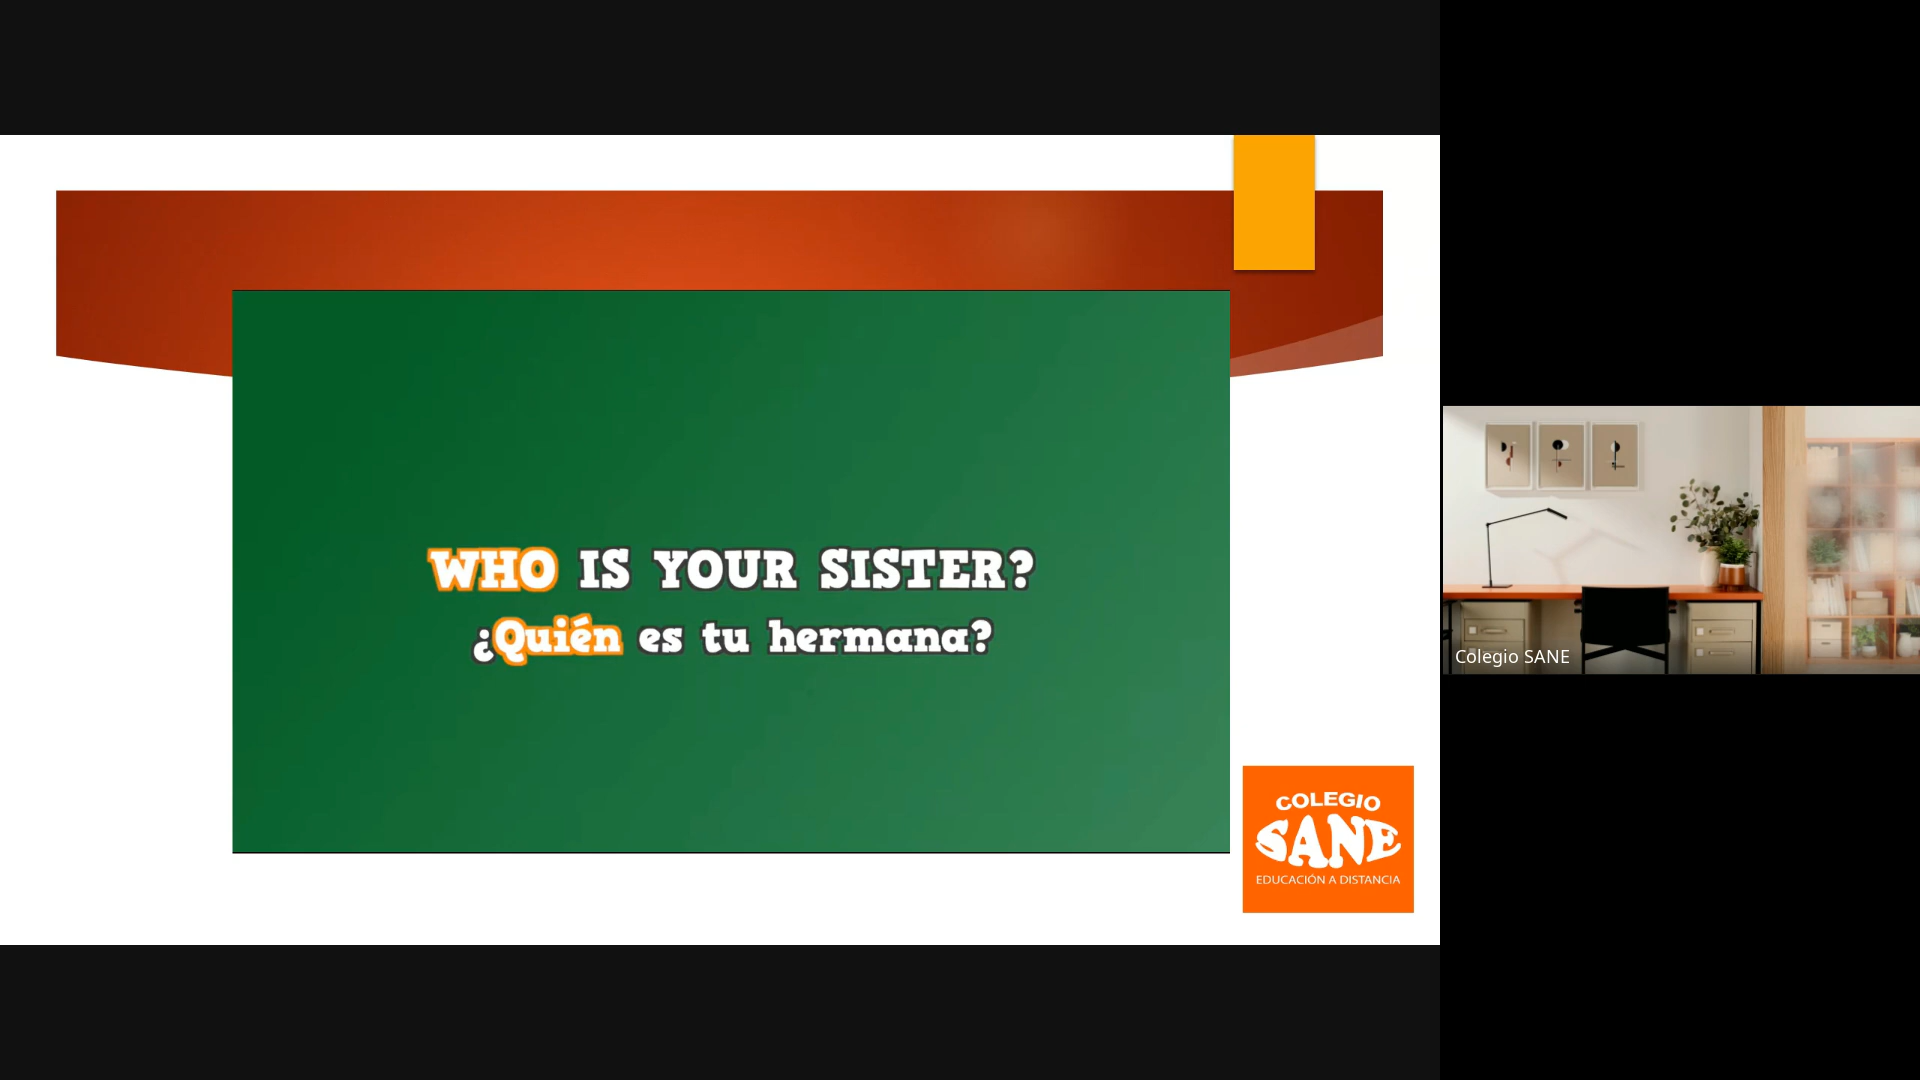 WHO IS YOUR SISTER?
¿Quién es tu hermana?
COLEGIO
SANE
EDUCACIÓN A DISTANCIA
Colegio SANE